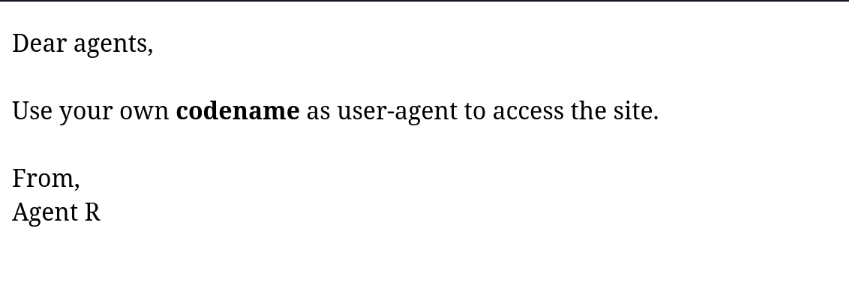 Dear agents,
Use your own codename as user-agent to access the site.
From,
Agent R